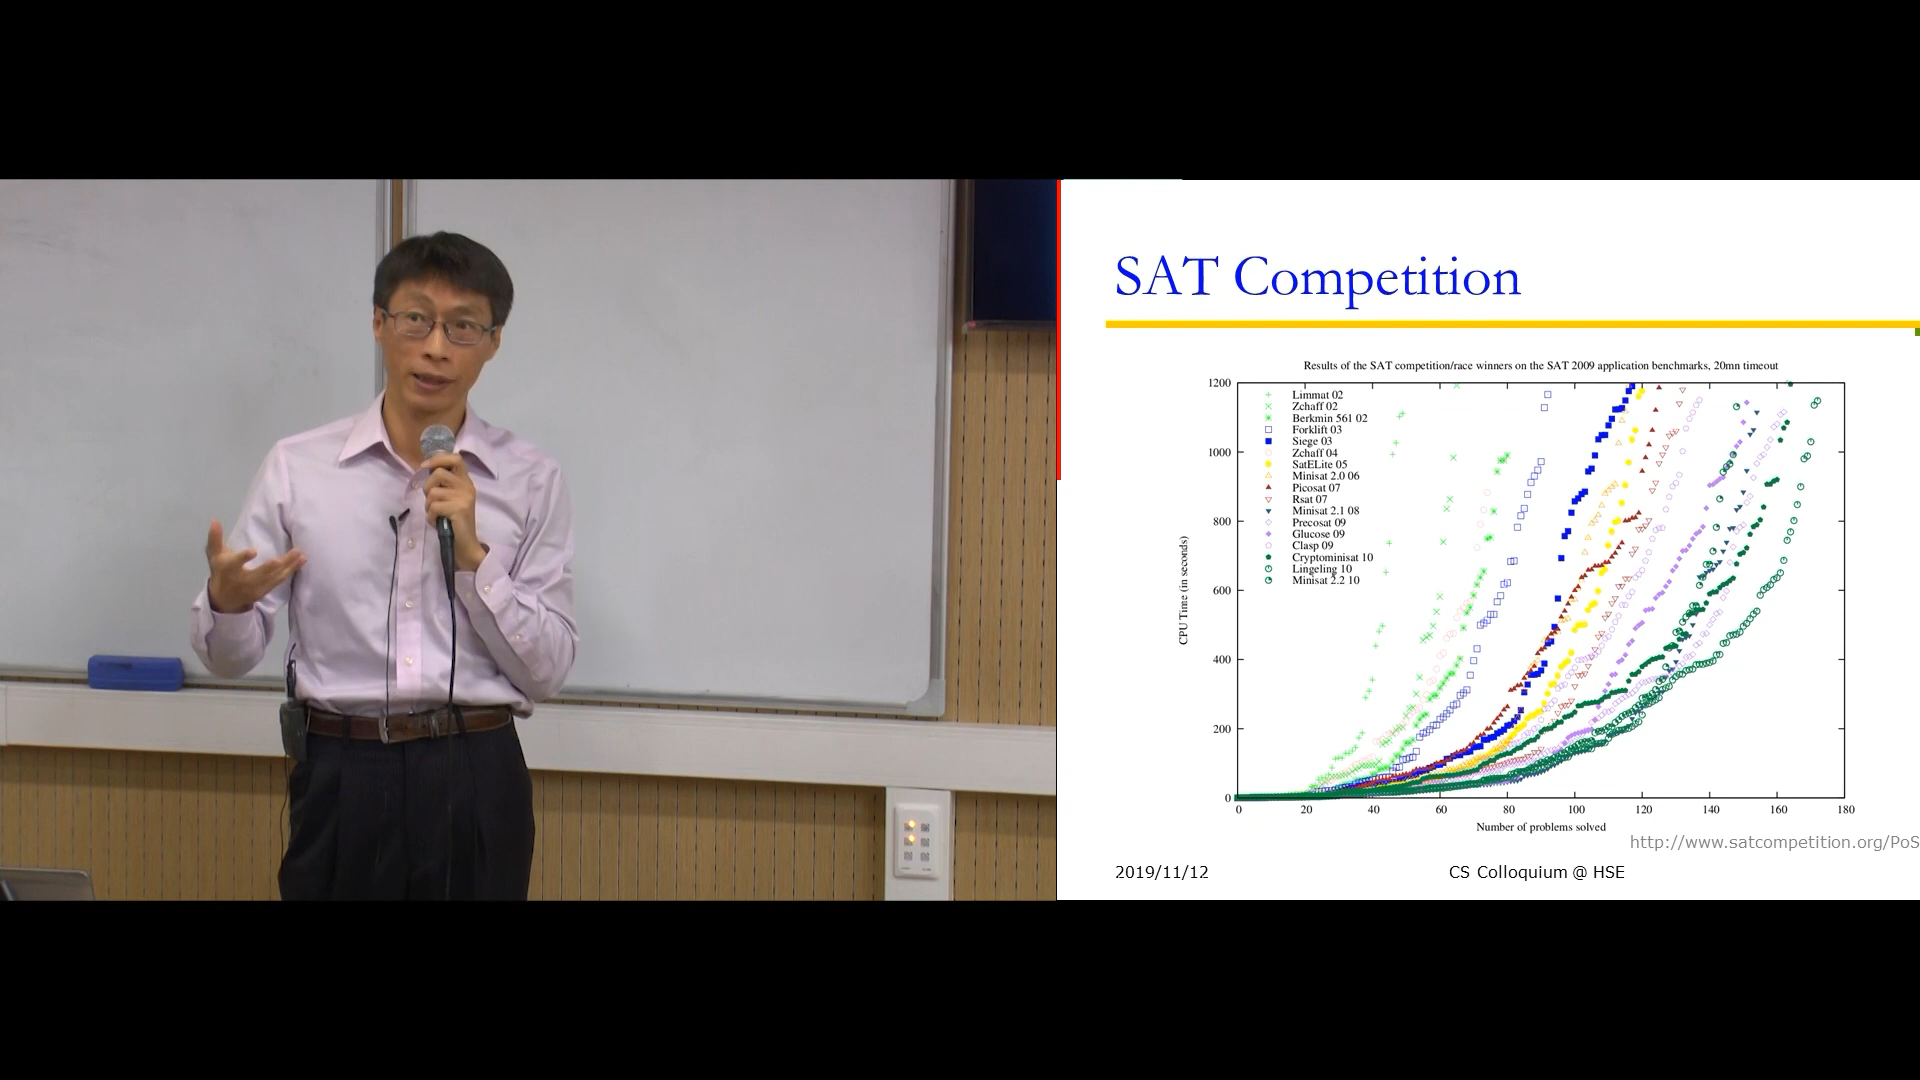 SAT Competition
Results of the SAT competition/race winners on the SAT 2009 application benchmarks, 20mn timeout
1200
1000
800
600
400
200
0
CPU Time (in seconds)
Limmat 02
Zchaff 02
Berkmin 561 02
Forklift 03
Siege 03
Zchaff 04
SatELite 05
Minisat 2.0 06
Picosat 07
Rsat 07
Minisat 2.1 08
Precosat 09
Glucose 09
Clasp 09
Cryptominisat 10
Lingeling 10
Minisat 2.2 10
0 20 40 60 80 100 120 140 160 180
Number of problems solved
http://www.satcompetition.org/PoS
2019/11/12 CS Colloquium @ HSE